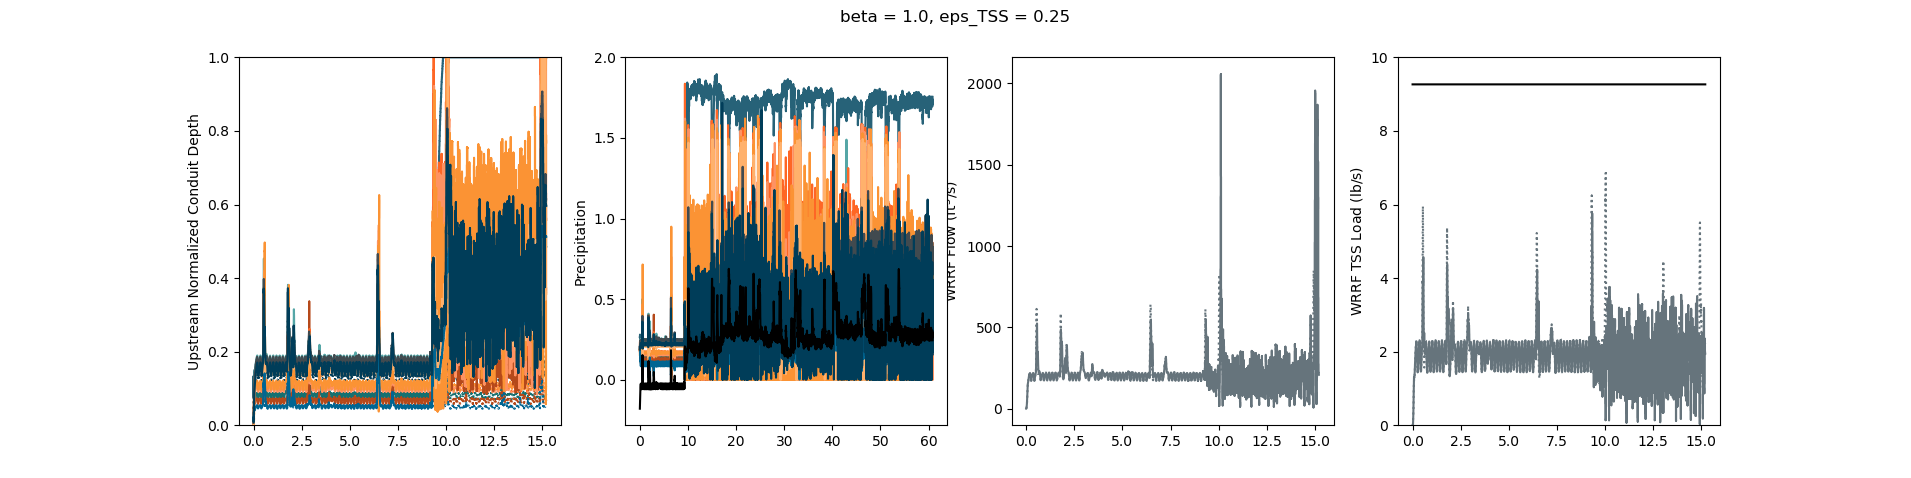 beta = 1.0, eps_TSS = 0.25
Upstream Normalized Conduit Depth
1.0
0.8
0.6
0.4
0.2
0.0
0.0 2.5 5.0 7.5 10.0 12.5 15.0
Precipitation
2.0
1.5
1.0
0.5
0.0
0 10 20 30 40 50 60
WRRF Flow (ft³/s)
2000
1500
1000
500
0
0.0 2.5 5.0 7.5 10.0 12.5 15.0
WRRF TSS Load (lb/s)
10
8
6
4
2
0
0.0 2.5 5.0 7.5 10.0 12.5 15.0